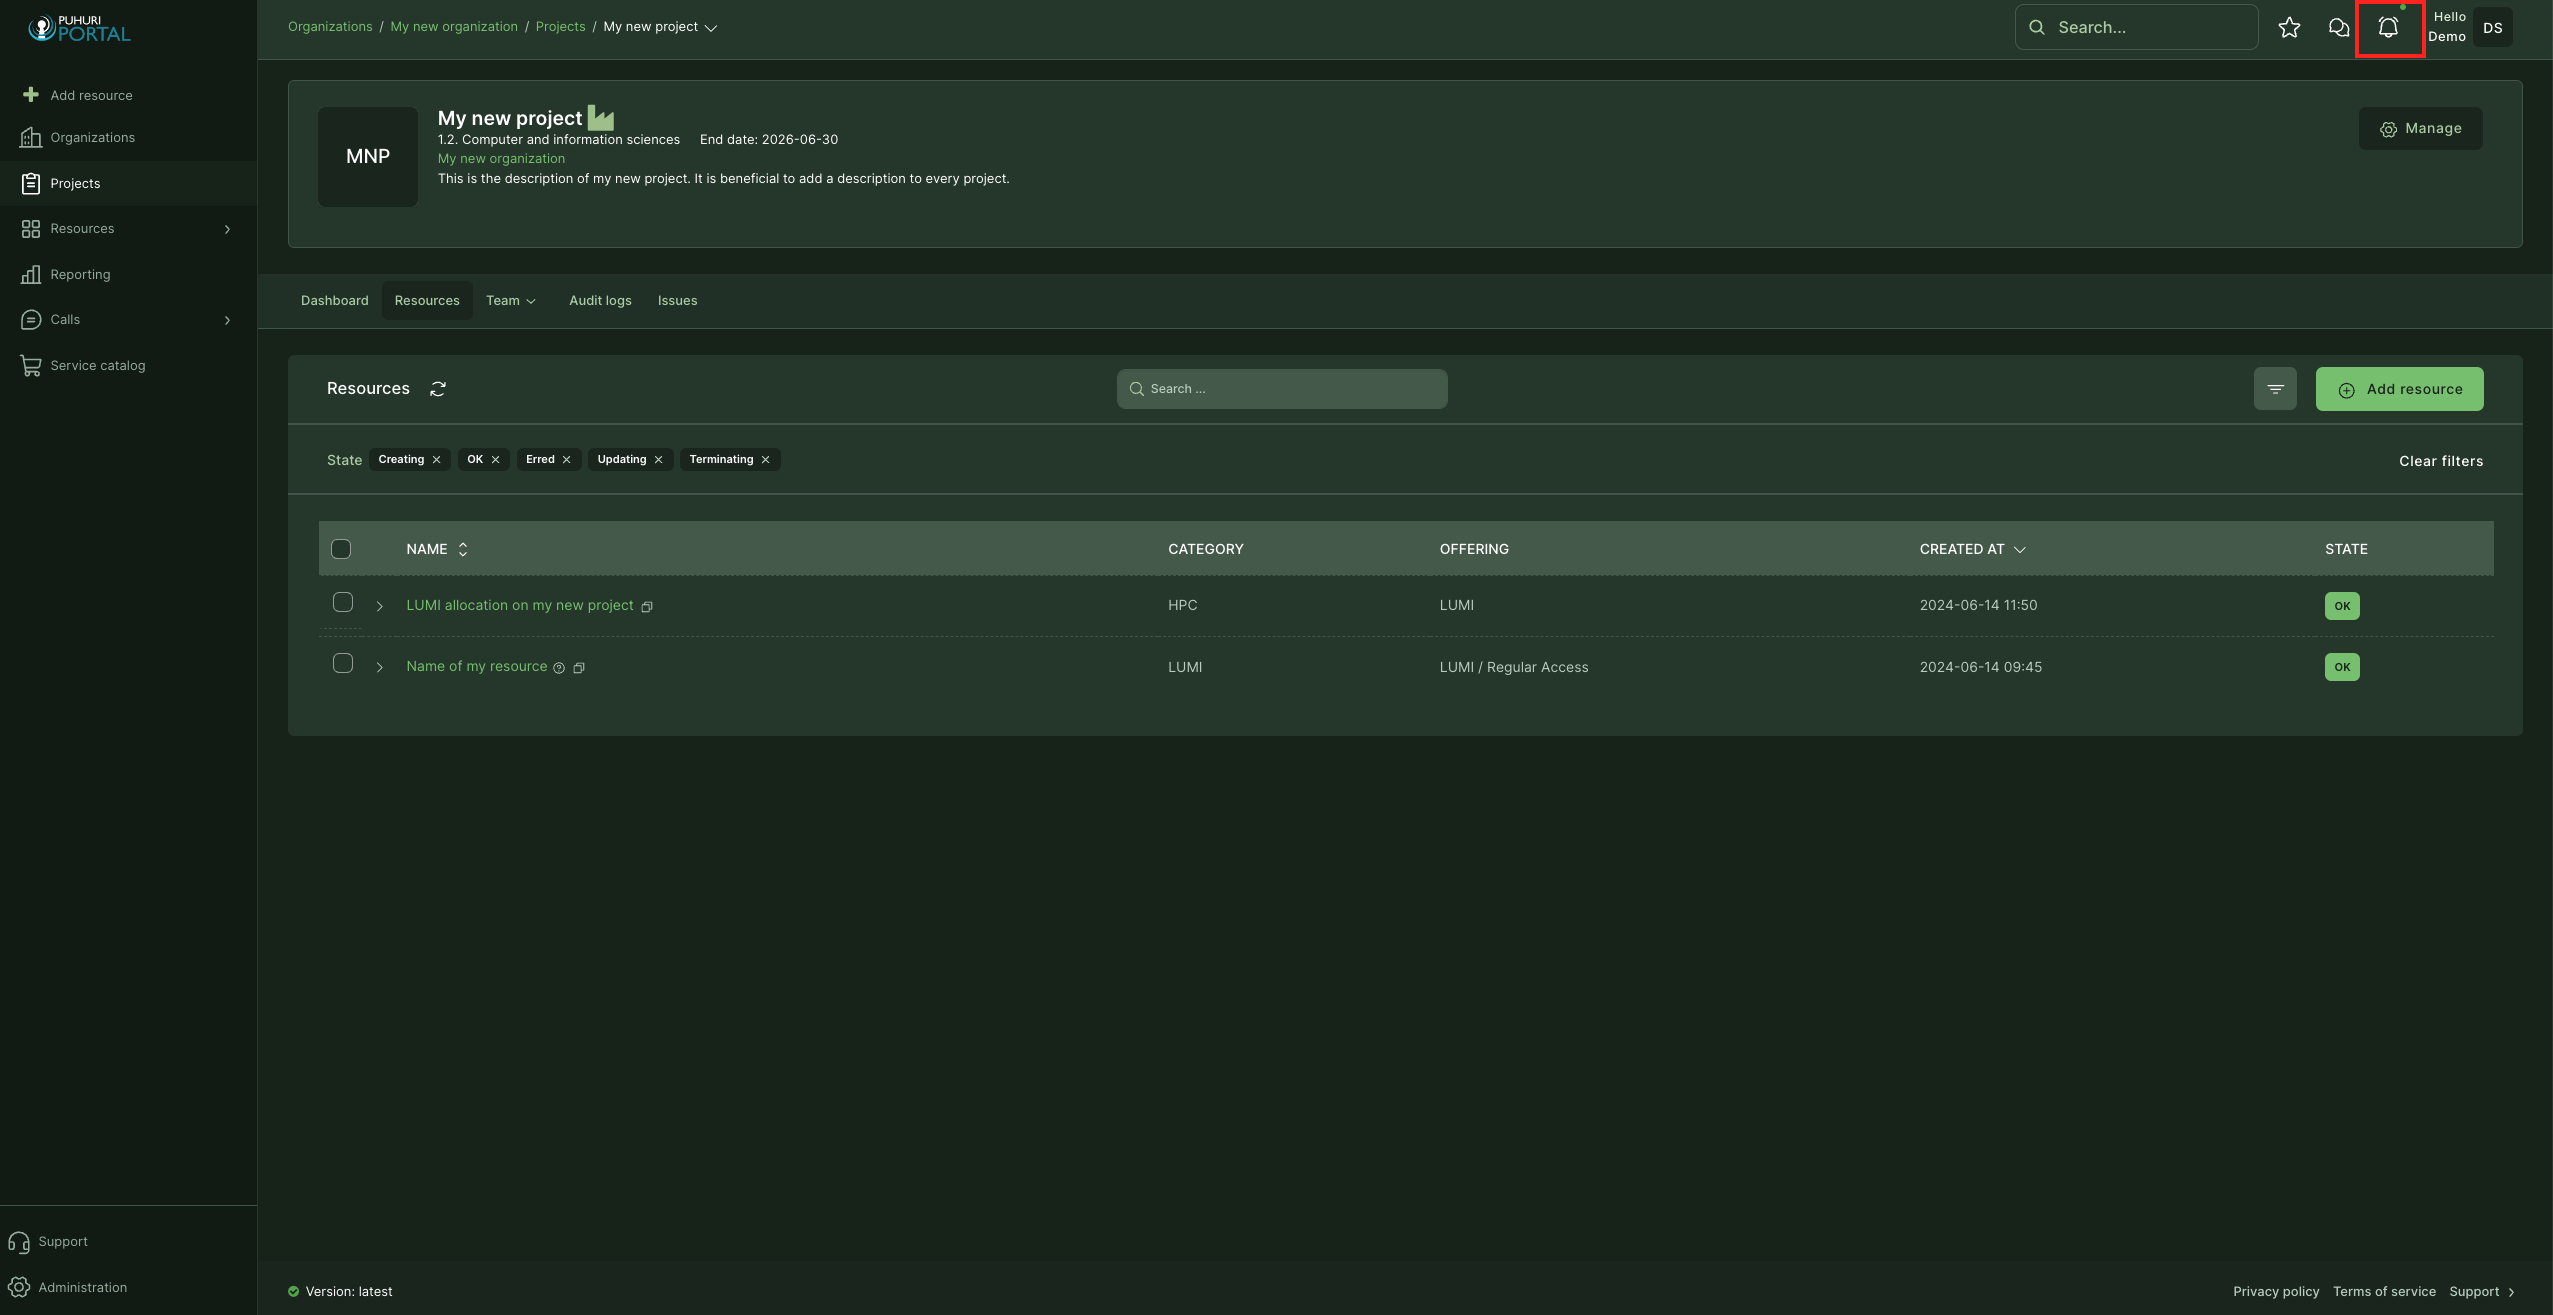 PUHURI
PORTAL
Organizations / My new organization / Projects / My new project
Search...
Hello
Demo
DS
Add resource
Organizations
Projects
Resources
Reporting
Calls
Service catalog
MNP
My new project
1.2. Computer and information sciences End date: 2026-06-30
My new organization
This is the description of my new project. It is beneficial to add a description to every project.
Manage
Dashboard Resources Team Audit logs Issues
Resources
Search ...
Add resource
State Creating OK Erred Updating Terminating
Clear filters
NAME CATEGORY OFFERING CREATED AT STATE
LUMI allocation on my new project HPC LUMI 2024-06-14 11:50 OK
Name of my resource LUMI LUMI / Regular Access 2024-06-14 09:45 OK
Support
Administration
Version: latest
Privacy policy Terms of service Support